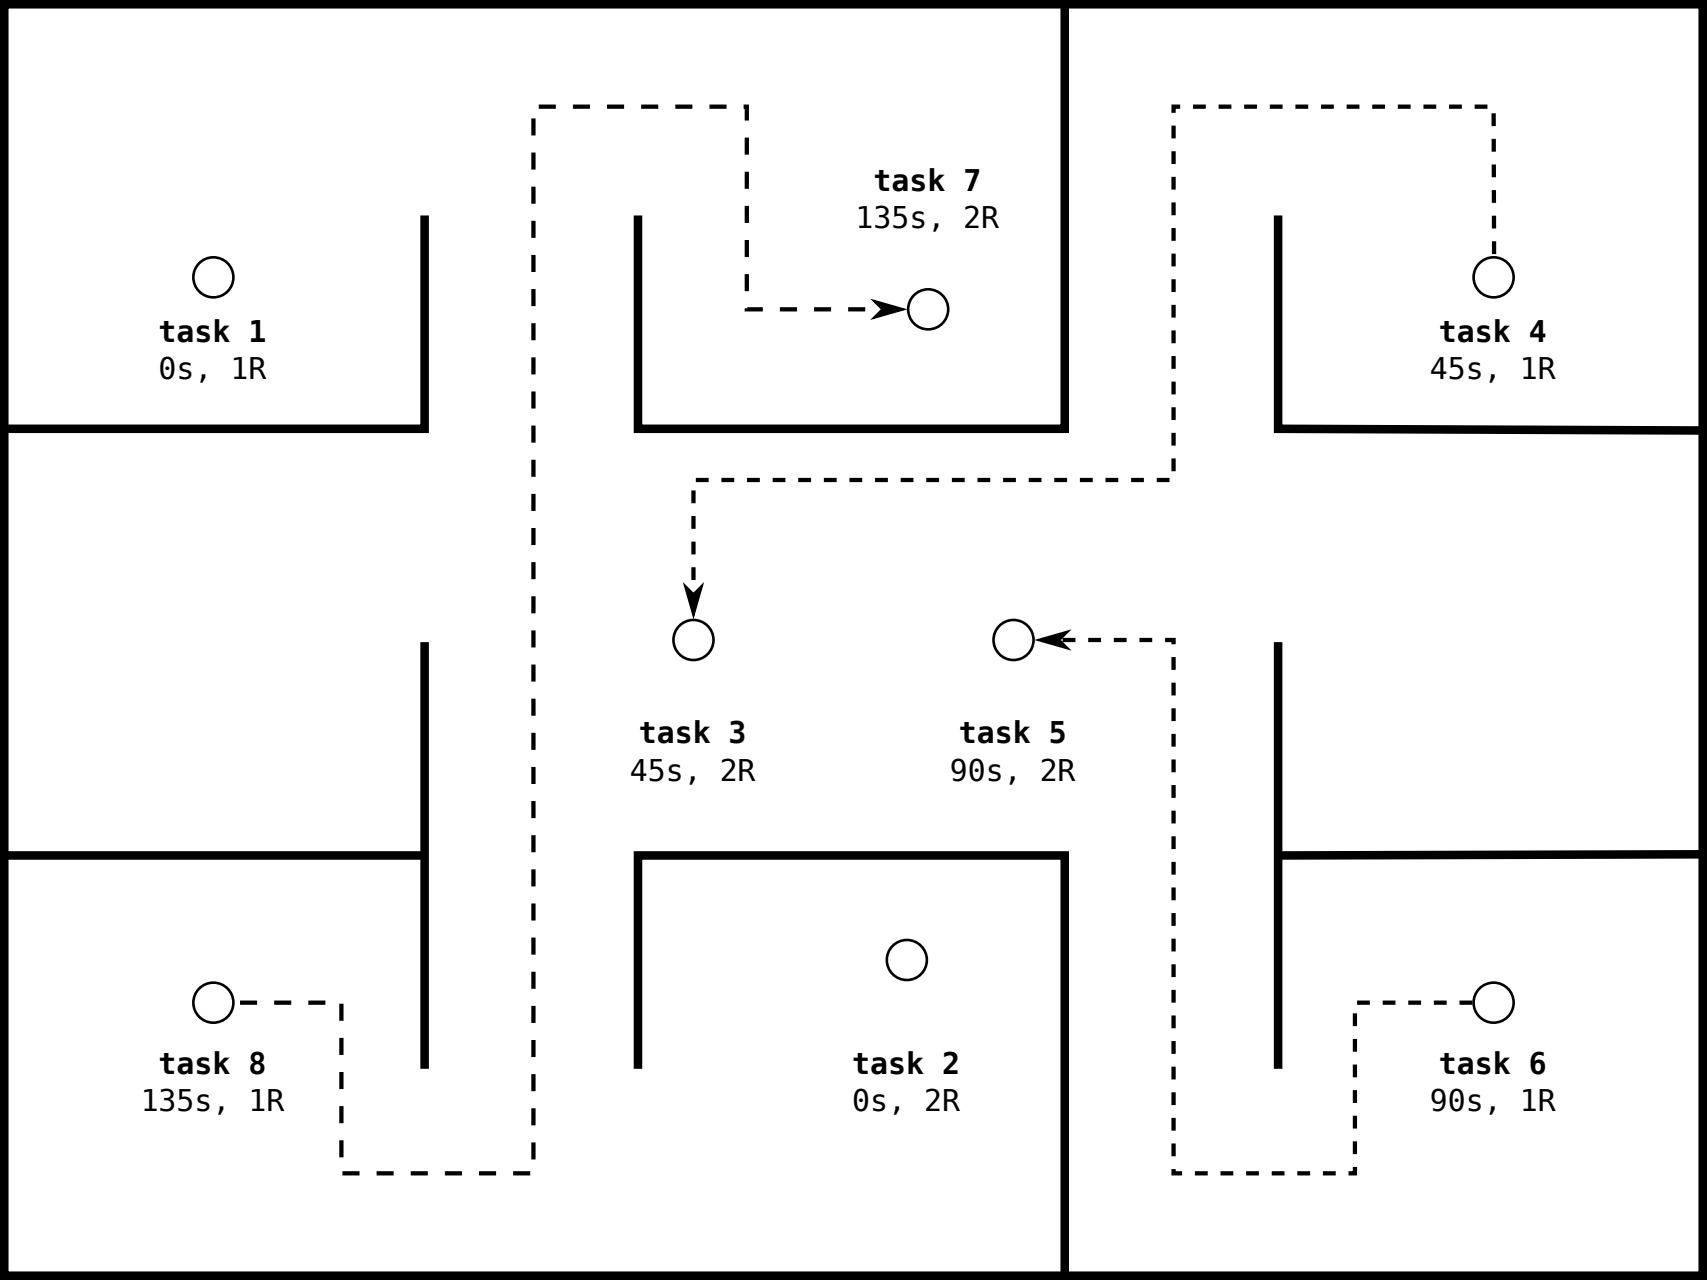 task 7
135s, 2R
task 1
0s, 1R
task 4
45s, 1R
task 3
45s, 2R
task 5
90s, 2R
task 8
135s, 1R
task 2
0s, 2R
task 6
90s, 1R